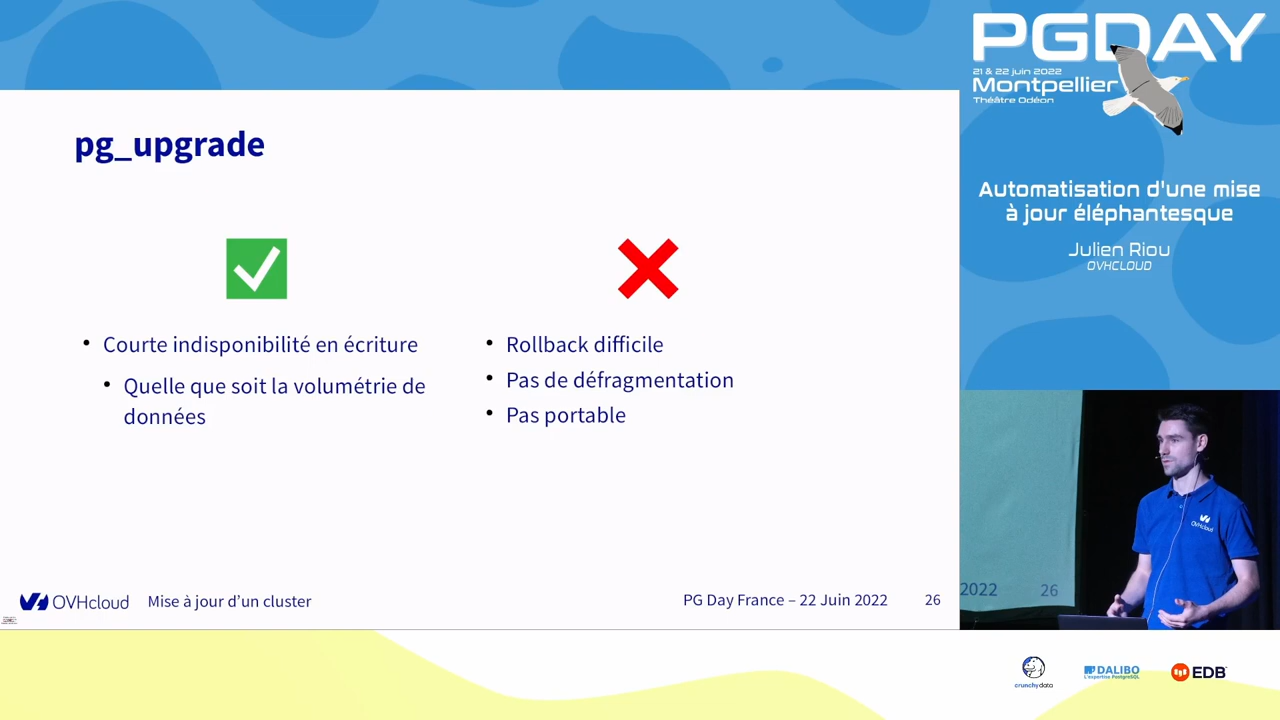 pg_upgrade
Courte indisponibilité en écriture
Quelle que soit la volumétrie de
données
Rollback difficile
Pas de défragmentation
Pas portable
OVHcloud
Mise à jour d’un cluster
PG Day France – 22 Juin 2022
26
PGDAY
21 & 22 juin 2022
Montpellier
Théâtre Odéon
Automatisation d'une mise
à jour éléphantesque
Julien Riou
OVHCLOUD
OVHcloud
2022 26
crunchydata
DALIBO
L'expertise PostgreSQL
EDB